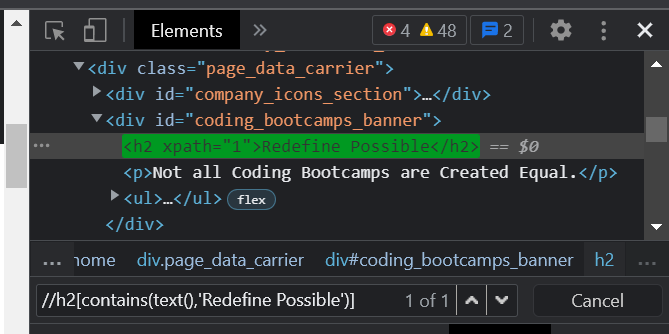 Elements » 4 48 2
<div class="page_data_carrier">
<div id="company_icons_section">…</div>
<div id="coding_bootcamps_banner">
… <h2 xpath="1">Redefine Possible</h2> == $0
<p>Not all Coding Bootcamps are Created Equal.</p>
<ul>…</ul> flex
</div>
… home div.page_data_carrier div#coding_bootcamps_banner h2 …
//h2[contains(text(),'Redefine Possible')] 1 of 1 Cancel